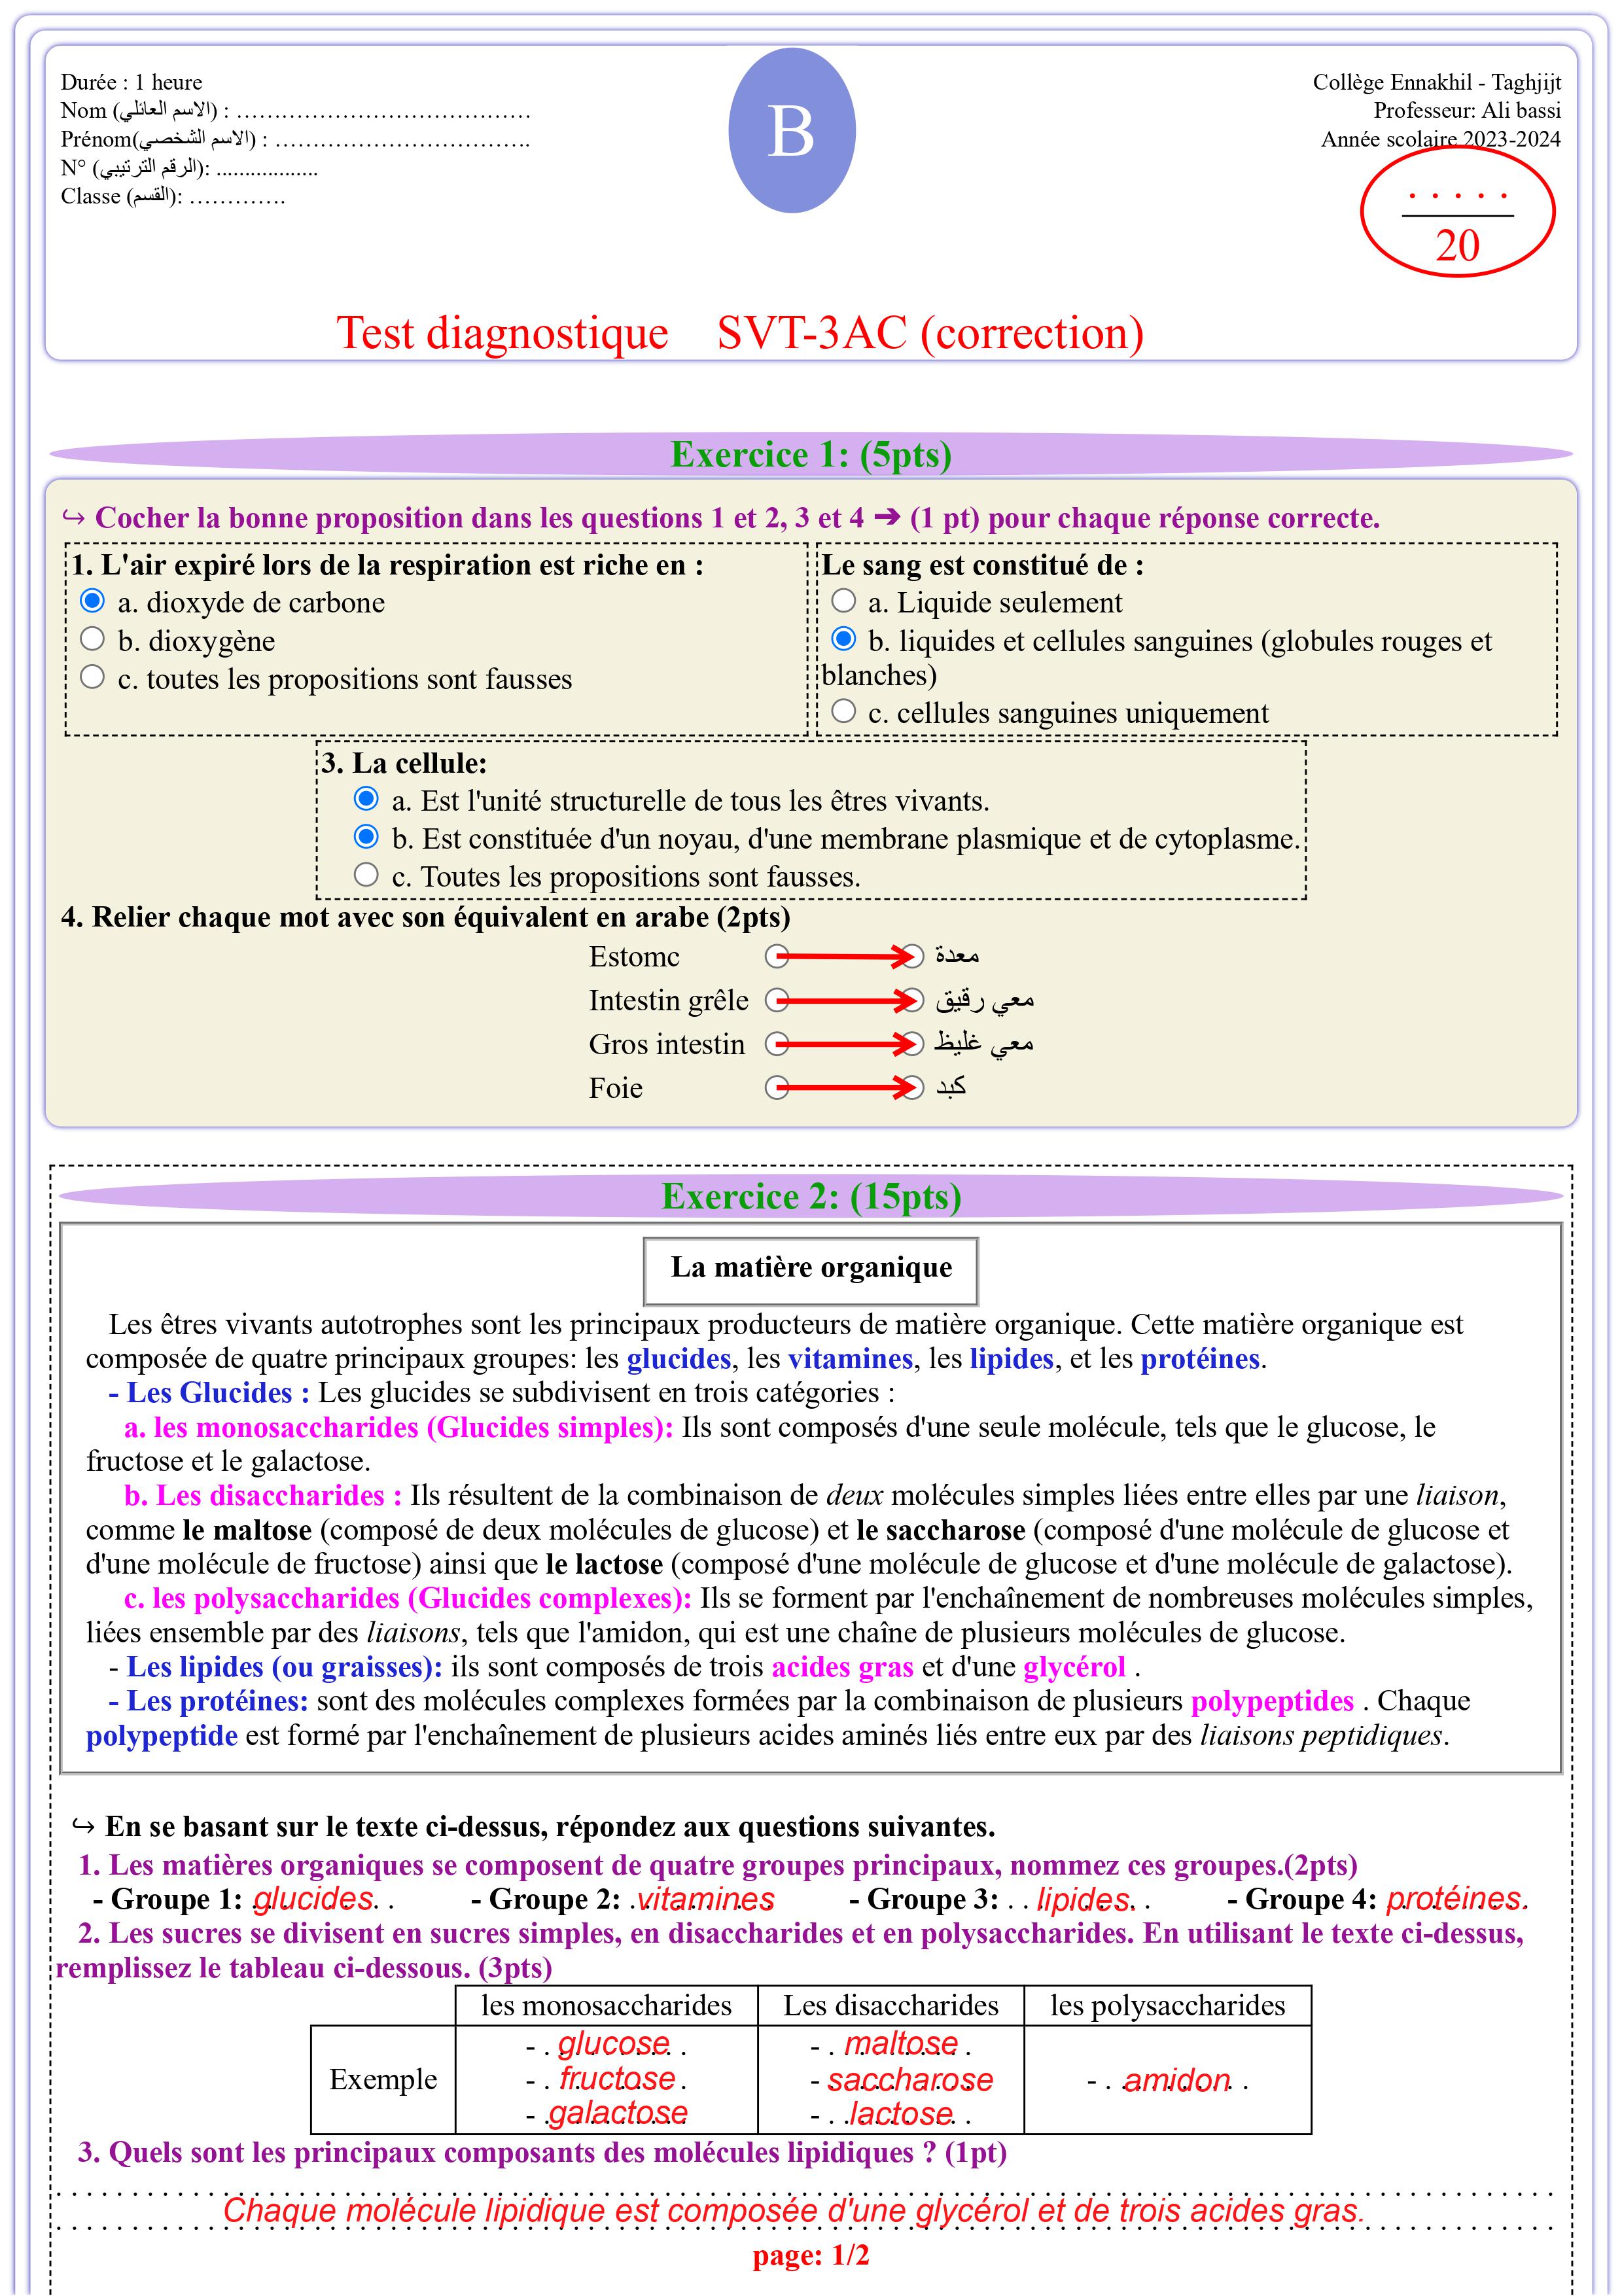 Durée : 1 heure
Nom (الاسم العائلي) : …………………………………
Prénom(الاسم الشخصي) : …………………………….
N° (الرقم الترتيبي): ..................
Classe (القسم): ………….
B
Collège Ennakhil - Taghjijt
Professeur: Ali bassi
Année scolaire 2023-2024
. . . . .
20
Test diagnostique SVT-3AC (correction)
Exercice 1: (5pts)
↪ Cocher la bonne proposition dans les questions 1 et 2, 3 et 4 ➔ (1 pt) pour chaque réponse correcte.
1. L'air expiré lors de la respiration est riche en :
a. dioxyde de carbone
b. dioxygène
c. toutes les propositions sont fausses
Le sang est constitué de :
a. Liquide seulement
b. liquides et cellules sanguines (globules rouges et
blanches)
c. cellules sanguines uniquement
3. La cellule:
a. Est l'unité structurelle de tous les êtres vivants.
b. Est constituée d'un noyau, d'une membrane plasmique et de cytoplasme.
c. Toutes les propositions sont fausses.
4. Relier chaque mot avec son équivalent en arabe (2pts)
Estomc معدة
Intestin grêle معي رقيق
Gros intestin معي غليظ
Foie كبد
Exercice 2: (15pts)
La matière organique
Les êtres vivants autotrophes sont les principaux producteurs de matière organique. Cette matière organique est
composée de quatre principaux groupes: les glucides, les vitamines, les lipides, et les protéines.
- Les Glucides : Les glucides se subdivisent en trois catégories :
a. les monosaccharides (Glucides simples): Ils sont composés d'une seule molécule, tels que le glucose, le
fructose et le galactose.
b. Les disaccharides : Ils résultent de la combinaison de deux molécules simples liées entre elles par une liaison,
comme le maltose (composé de deux molécules de glucose) et le saccharose (composé d'une molécule de glucose et
d'une molécule de fructose) ainsi que le lactose (composé d'une molécule de glucose et d'une molécule de galactose).
c. les polysaccharides (Glucides complexes): Ils se forment par l'enchaînement de nombreuses molécules simples,
liées ensemble par des liaisons, tels que l'amidon, qui est une chaîne de plusieurs molécules de glucose.
- Les lipides (ou graisses): ils sont composés de trois acides gras et d'une glycérol .
- Les protéines: sont des molécules complexes formées par la combinaison de plusieurs polypeptides . Chaque
polypeptide est formé par l'enchaînement de plusieurs acides aminés liés entre eux par des liaisons peptidiques.
↪ En se basant sur le texte ci-dessus, répondez aux questions suivantes.
1. Les matières organiques se composent de quatre groupes principaux, nommez ces groupes.(2pts)
- Groupe 1: glucides - Groupe 2: vitamines - Groupe 3: lipides - Groupe 4: protéines
2. Les sucres se divisent en sucres simples, en disaccharides et en polysaccharides. En utilisant le texte ci-dessus,
remplissez le tableau ci-dessous. (3pts)
les monosaccharides Les disaccharides les polysaccharides
- glucose - maltose
Exemple - fructose - saccharose - amidon
- galactose - lactose
3. Quels sont les principaux composants des molécules lipidiques ? (1pt)
Chaque molécule lipidique est composée d'une glycérol et de trois acides gras.
page: 1/2